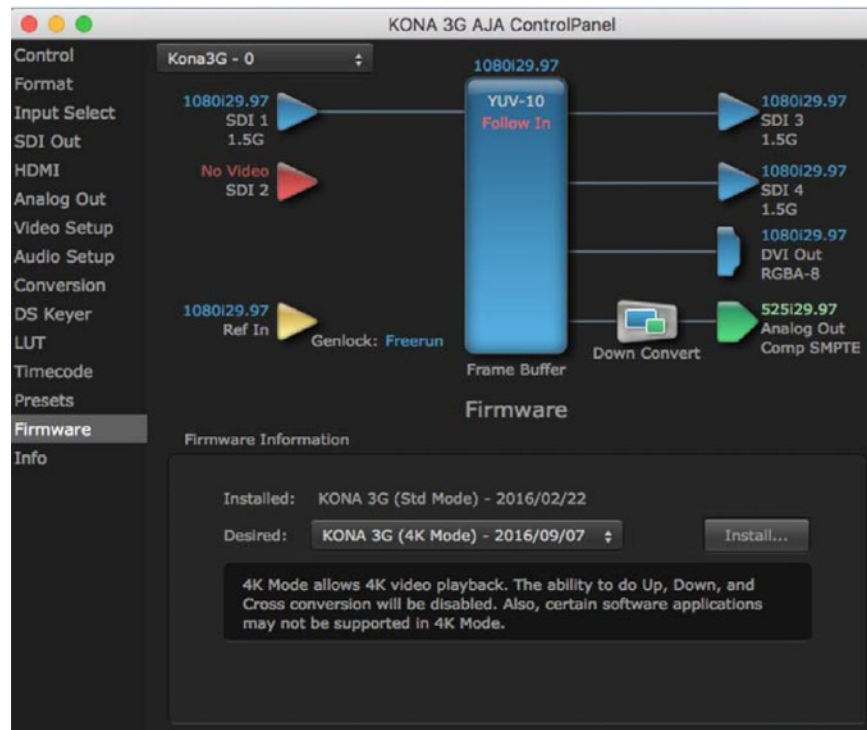 KONA 3G AJA ControlPanel
Control
Format
Input Select
SDI Out
HDMI
Analog Out
Video Setup
Audio Setup
Conversion
DS Keyer
LUT
Timecode
Presets
Firmware
Info
Kona3G - 0
1080i29.97
1080i29.97
SDI 1
1.5G
No Video
SDI 2
1080i29.97
Ref In
Genlock: Freerun
YUV-10
Follow In
Frame Buffer
1080i29.97
SDI 3
1.5G
1080i29.97
SDI 4
1.5G
1080i29.97
DVI Out
RGBA-8
Down Convert
525i29.97
Analog Out
Comp SMPTE
Firmware
Firmware Information
Installed: KONA 3G (Std Mode) - 2016/02/22
Desired: KONA 3G (4K Mode) - 2016/09/07
Install...
4K Mode allows 4K video playback. The ability to do Up, Down, and
Cross conversion will be disabled. Also, certain software applications
may not be supported in 4K Mode.